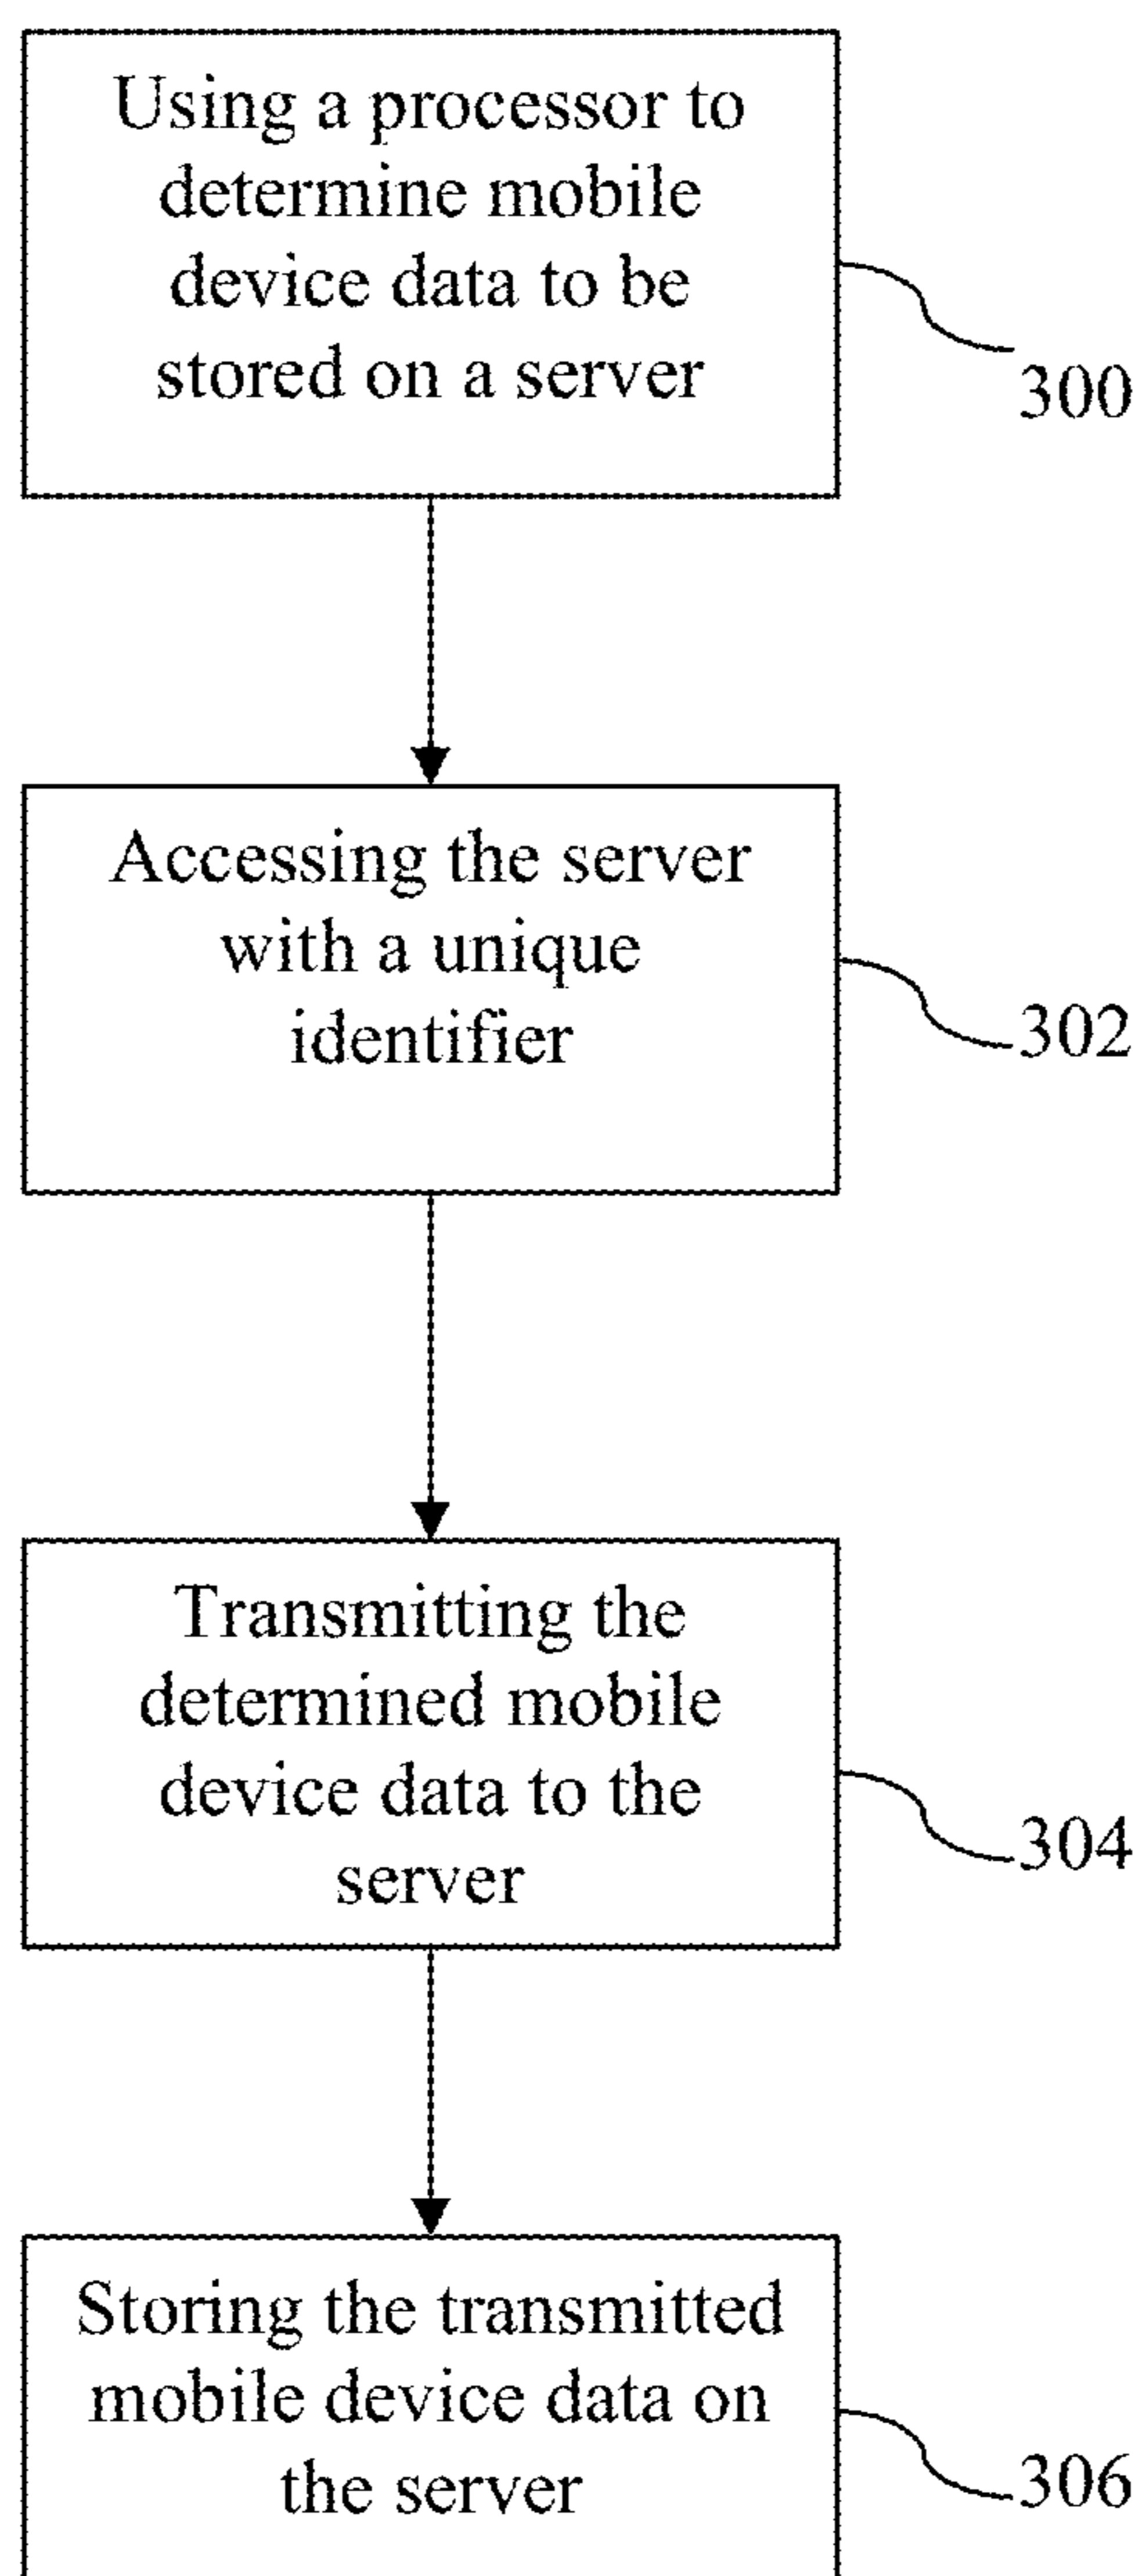 Using a processor to
determine mobile
device data to be
stored on a server
300
Accessing the server
with a unique
identifier
302
Transmitting the
determined mobile
device data to the
server
304
Storing the transmitted
mobile device data on
the server
306